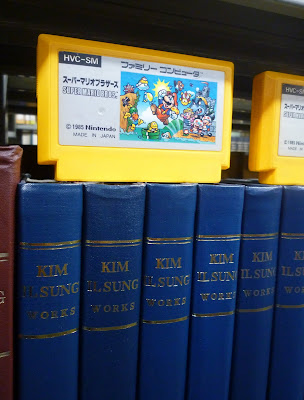 HVC-SM
ファミリー コンピュータ
スーパーマリオブラザーズ
SUPER MARIO BROS.
©1985 Nintendo
MADE IN JAPAN
HVC-SM
KIM
IL SUNG
WORKS
KIM
IL SUNG
WORKS
KIM
IL SUNG
WORKS
KIM
IL SUNG
WORKS
KIM
IL SUNG
WORKS